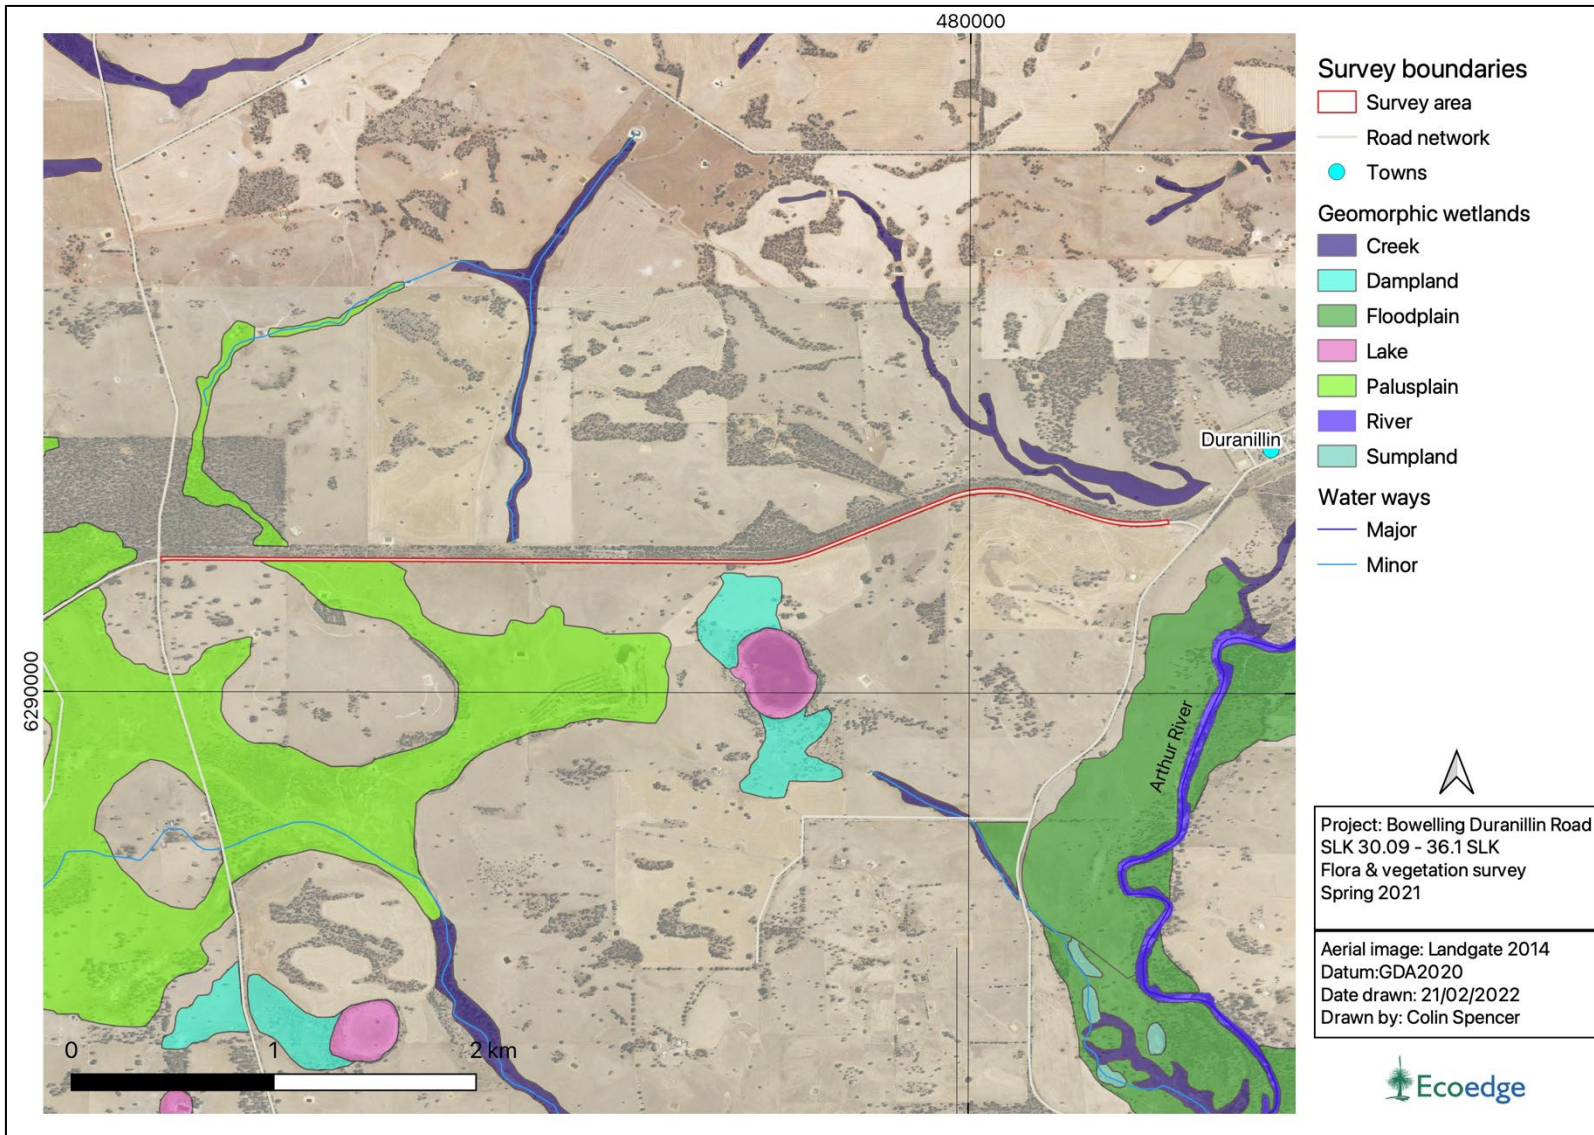 480000
6290000
Duranillin
Arthur River
0 1 2 km
Survey boundaries
Survey area
Road network
Towns
Geomorphic wetlands
Creek
Dampland
Floodplain
Lake
Palusplain
River
Sumpland
Water ways
Major
Minor
Project: Bowelling Duranillin Road
SLK 30.09 - 36.1 SLK
Flora & vegetation survey
Spring 2021
Aerial image: Landgate 2014
Datum:GDA2020
Date drawn: 21/02/2022
Drawn by: Colin Spencer
Ecoedge